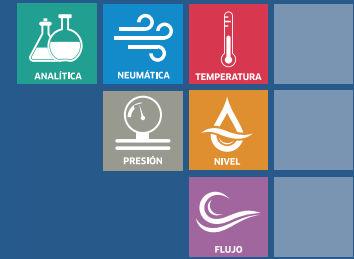 ANALÍTICA
NEUMÁTICA
TEMPERATURA
PRESIÓN
NIVEL
FLUJO